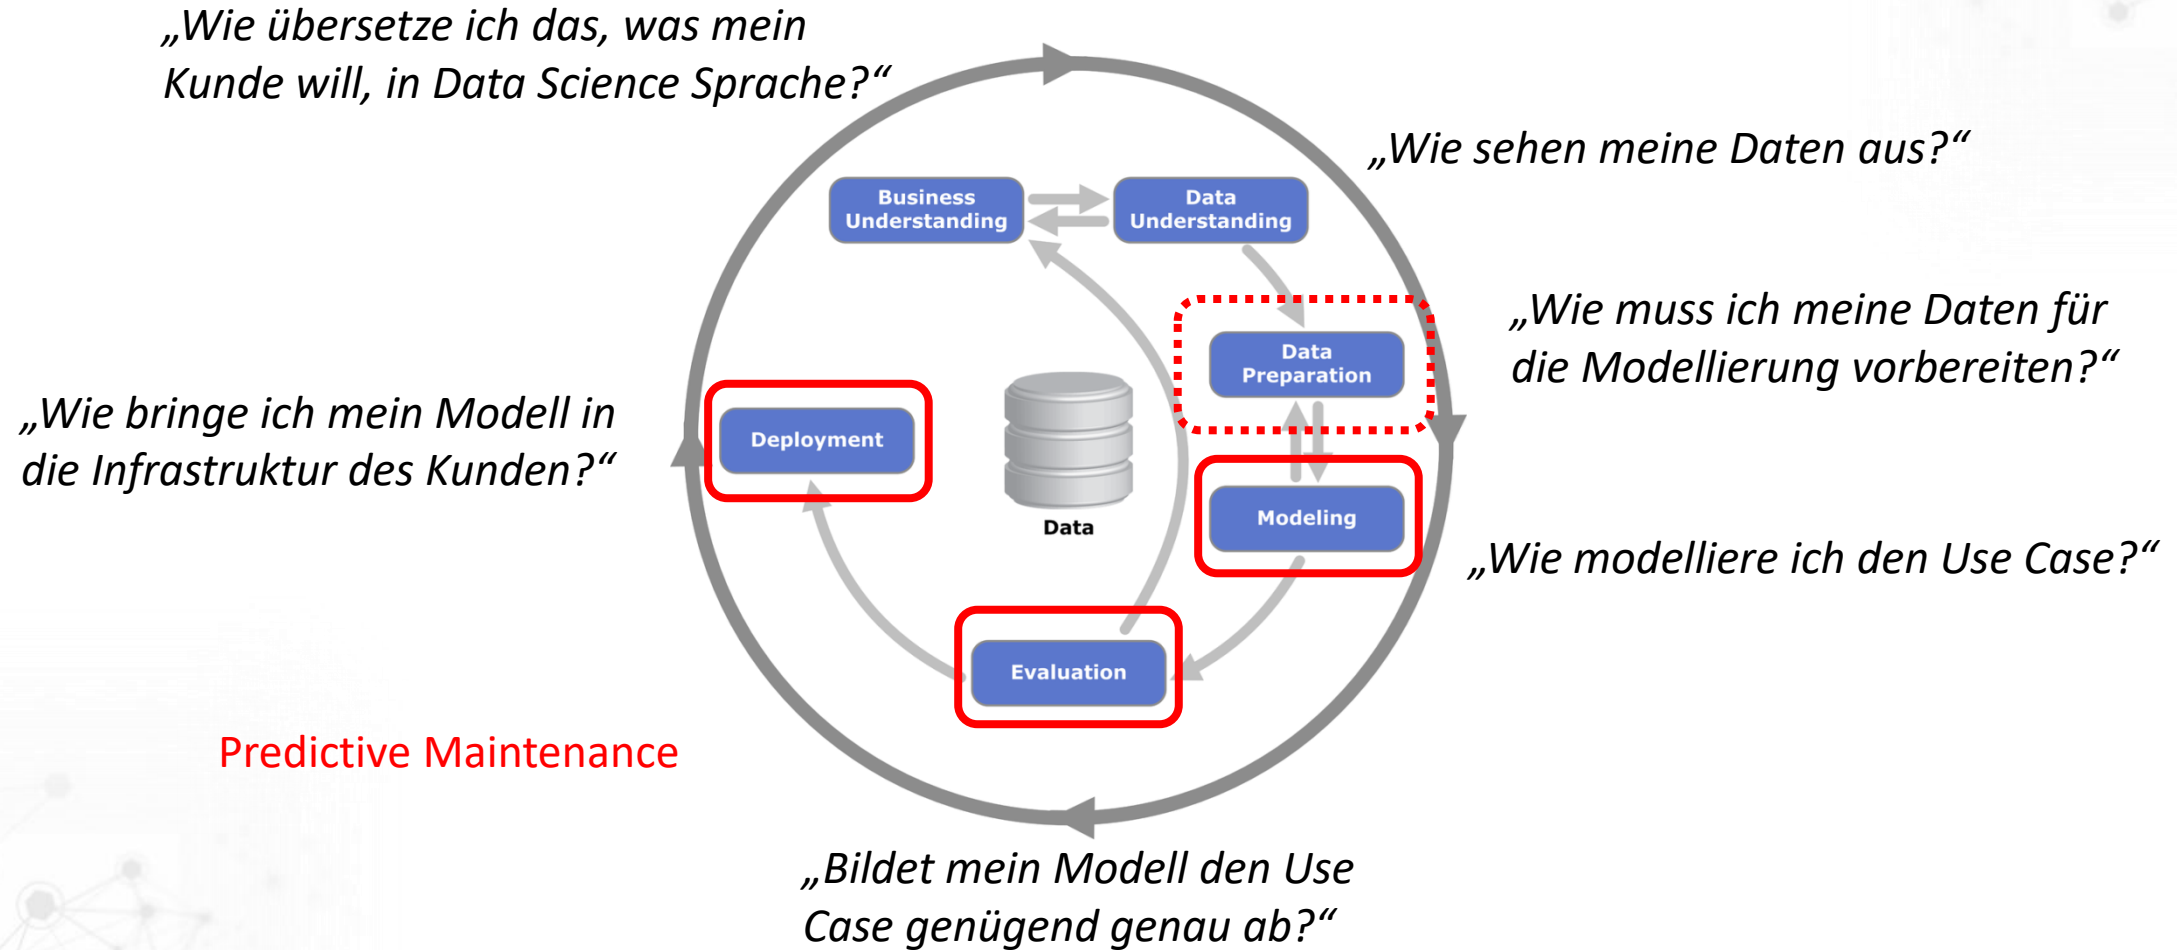 „Wie übersetze ich das, was mein
Kunde will, in Data Science Sprache?“
„Wie sehen meine Daten aus?“
Business
Understanding
Data
Understanding
„Wie muss ich meine Daten für
die Modellierung vorbereiten?“
Data
Preparation
„Wie bringe ich mein Modell in
die Infrastruktur des Kunden?“
Deployment
Data
Modeling
„Wie modelliere ich den Use Case?“
Evaluation
Predictive Maintenance
„Bildet mein Modell den Use
Case genügend genau ab?“